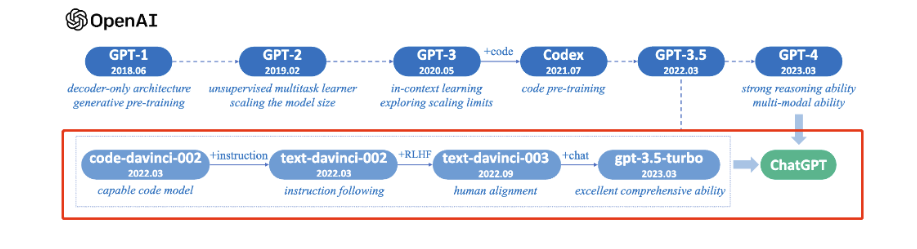 OpenAI
GPT-1
2018.06
decoder-only architecture
generative pre-training
GPT-2
2019.02
unsupervised multitask learner
scaling the model size
GPT-3
2020.05
in-context learning
exploring scaling limits
+code
Codex
2021.07
code pre-training
GPT-3.5
2022.03
GPT-4
2023.03
strong reasoning ability
multi-modal ability
code-davinci-002
2022.03
capable code model
+instruction
text-davinci-002
2022.03
instruction following
+RLHF
text-davinci-003
2022.09
human alignment
+chat
gpt-3.5-turbo
2023.03
excellent comprehensive ability
ChatGPT